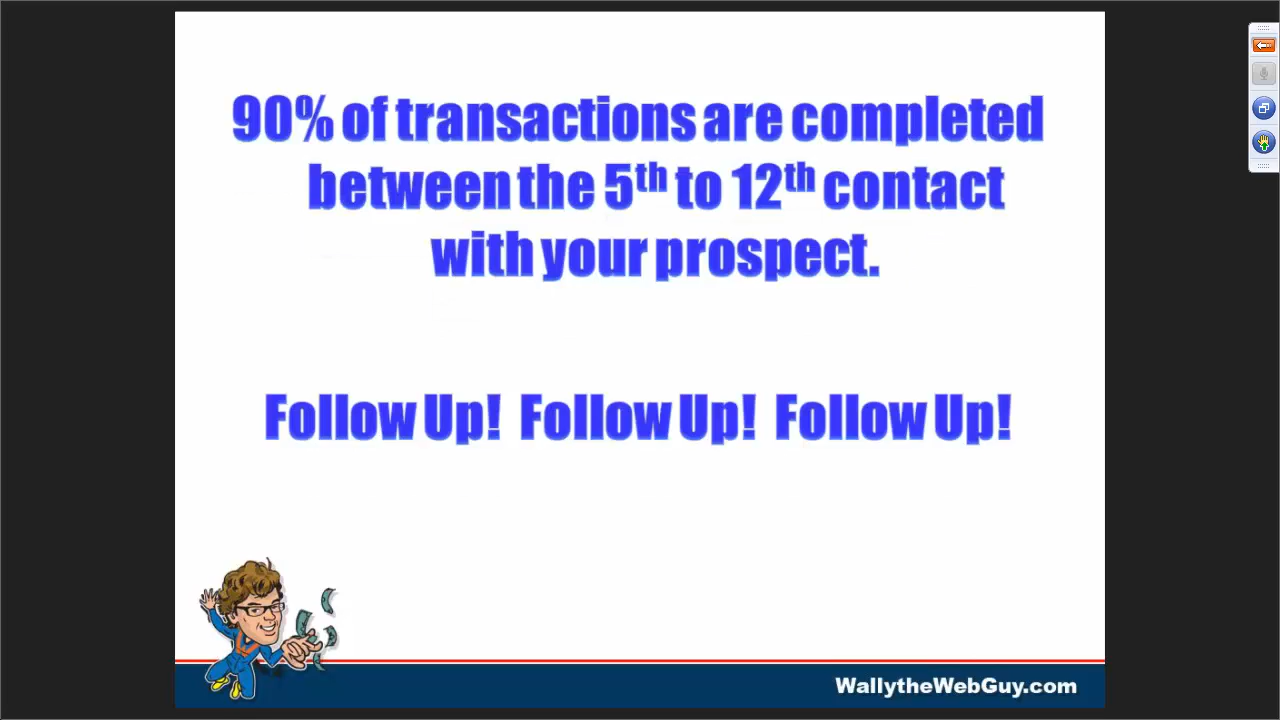 90% of transactions are completed
between the 5th to 12th contact
with your prospect.
Follow Up! Follow Up! Follow Up!
WallytheWebGuy.com